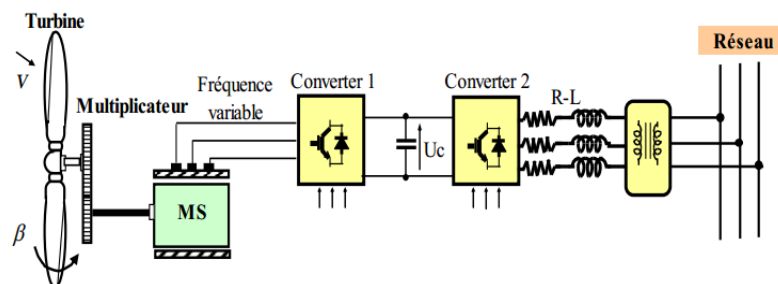 Turbine
V
Multiplicateur
Fréquence
variable
Converter 1
Converter 2
R-L
Réseau
Uc
MS
β